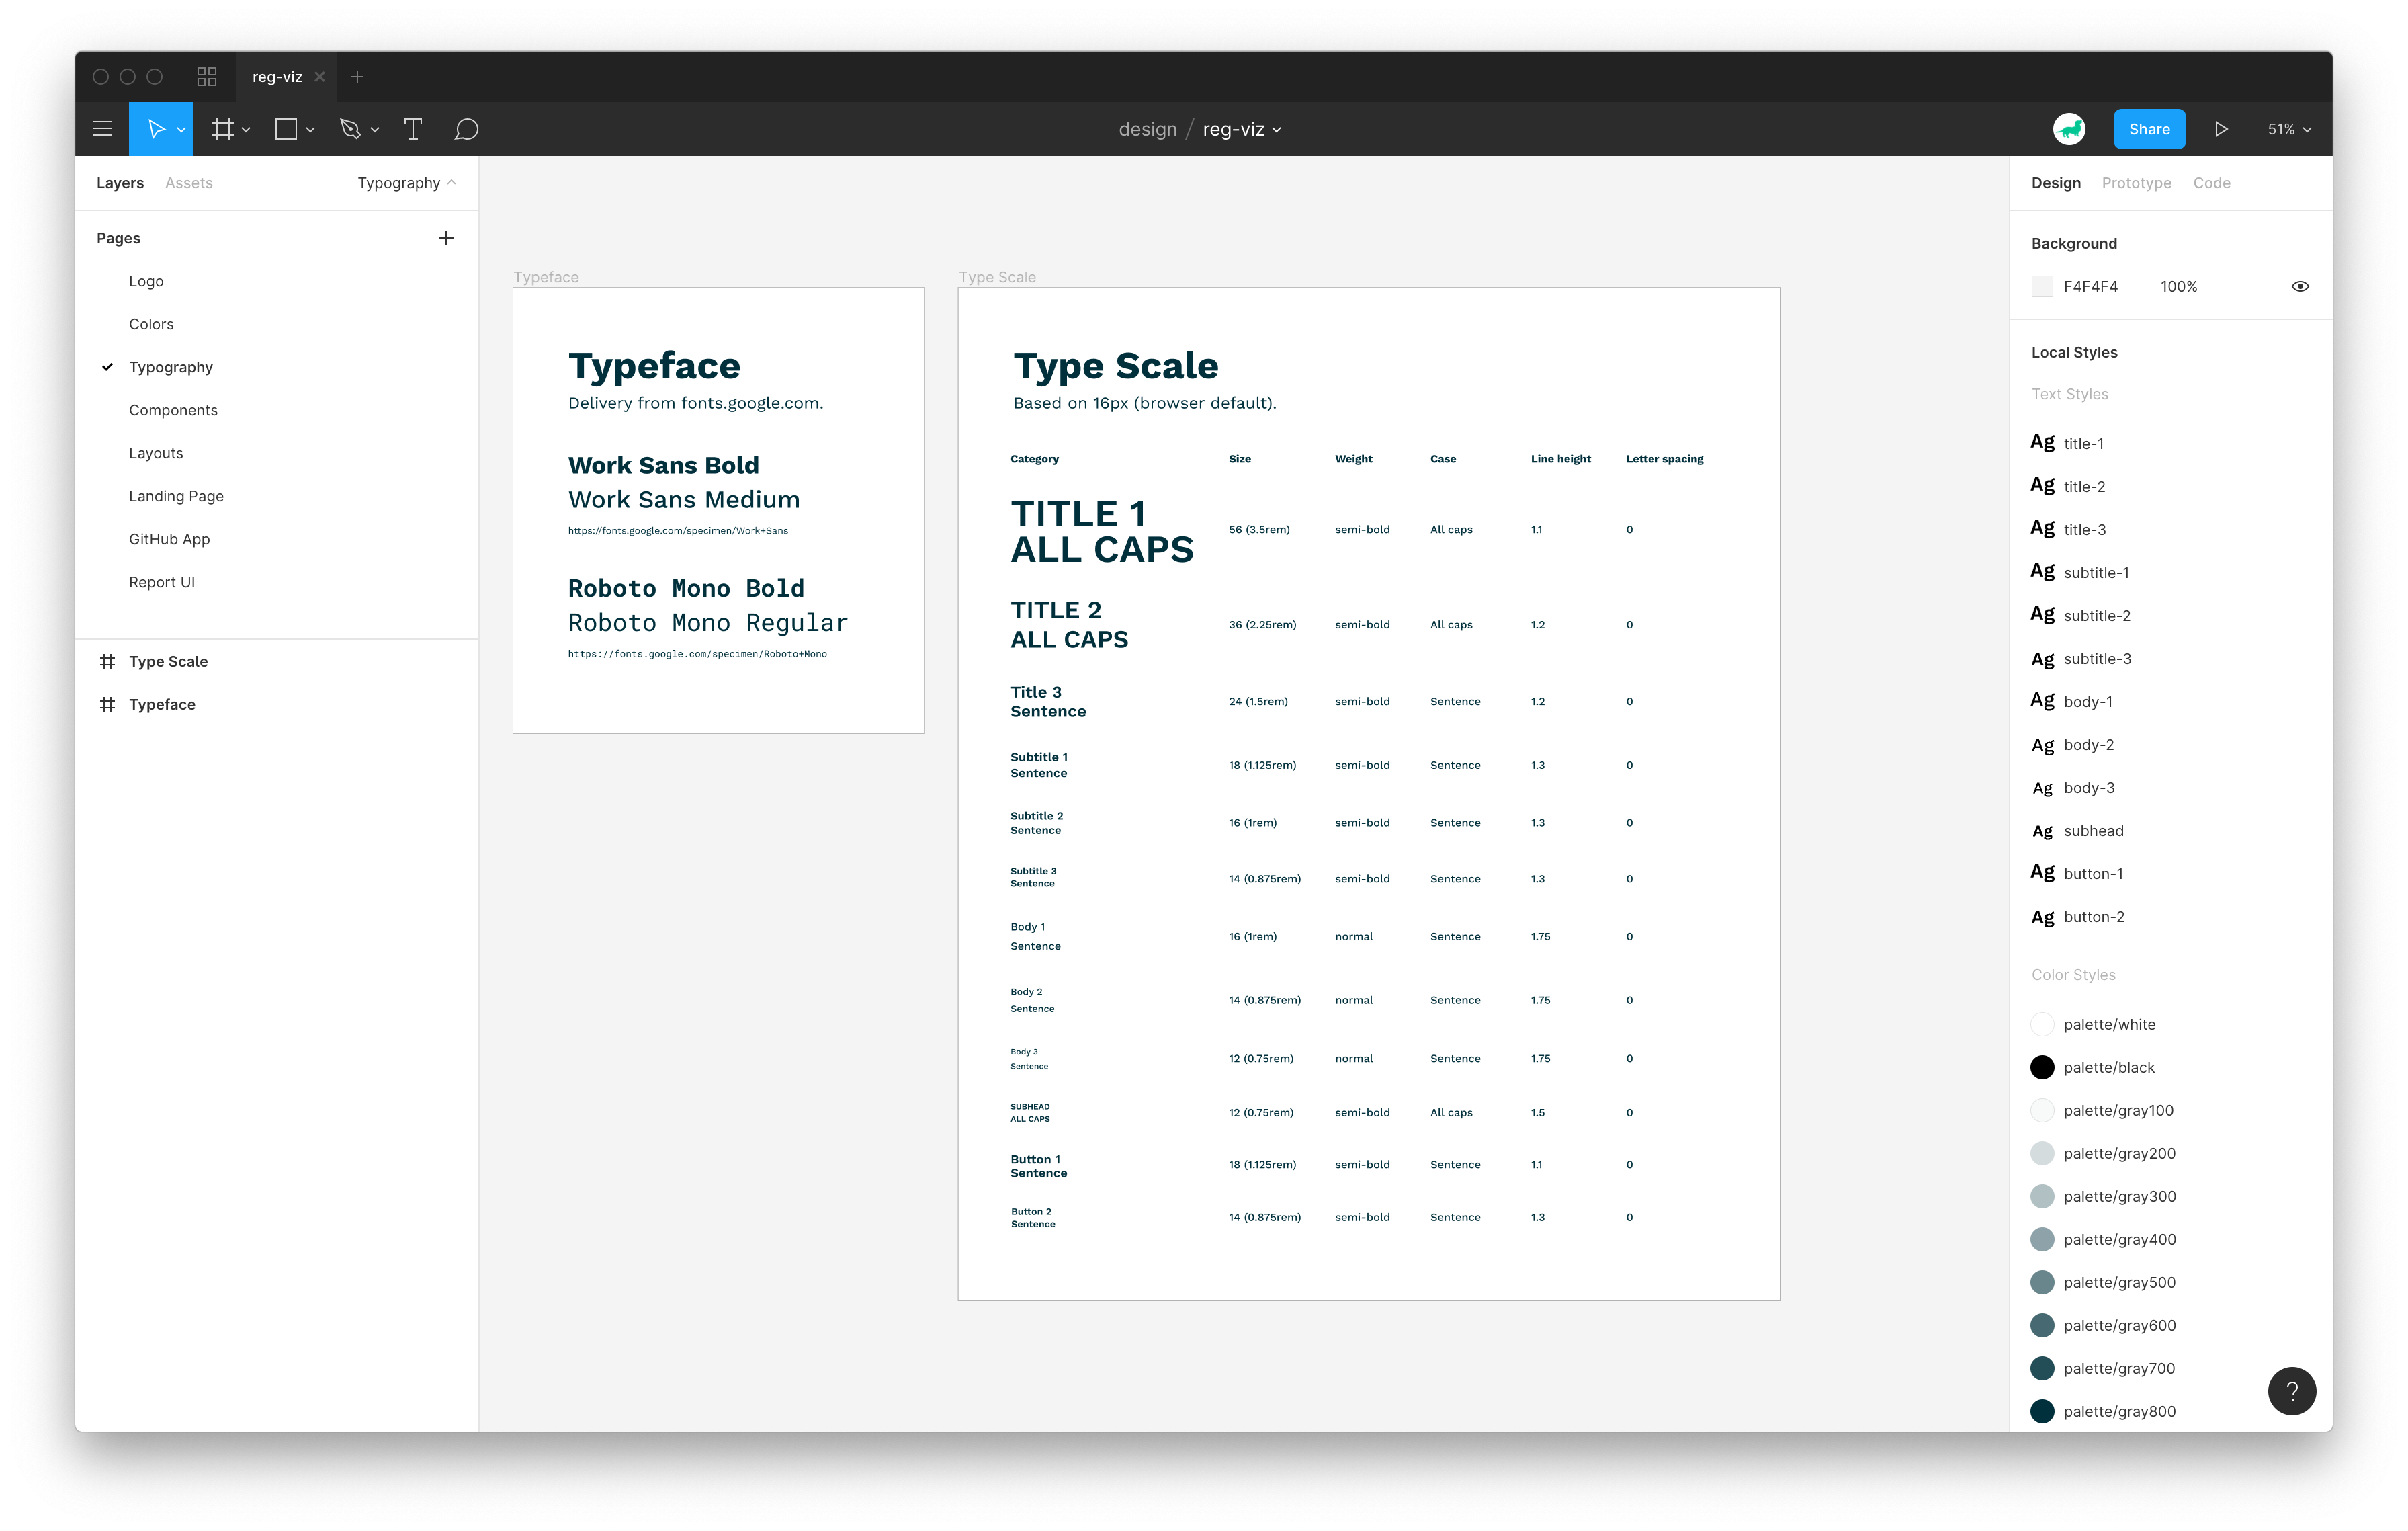 reg-viz
design / reg-viz
Share
51%
Layers
Assets
Typography
Pages
Logo
Colors
Typography
Components
Layouts
Landing Page
GitHub App
Report UI
Type Scale
Typeface
Typeface
Typeface
Delivery from fonts.google.com.
Work Sans Bold
Work Sans Medium
https://fonts.google.com/specimen/Work+Sans
Roboto Mono Bold
Roboto Mono Regular
https://fonts.google.com/specimen/Roboto+Mono
Type Scale
Type Scale
Based on 16px (browser default).
Category Size Weight Case Line height Letter spacing
TITLE 1
ALL CAPS
56 (3.5rem) semi-bold All caps 1.1 0
TITLE 2
ALL CAPS
36 (2.25rem) semi-bold All caps 1.2 0
Title 3
Sentence
24 (1.5rem) semi-bold Sentence 1.2 0
Subtitle 1
Sentence
18 (1.125rem) semi-bold Sentence 1.3 0
Subtitle 2
Sentence
16 (1rem) semi-bold Sentence 1.3 0
Subtitle 3
Sentence
14 (0.875rem) semi-bold Sentence 1.3 0
Body 1
Sentence
16 (1rem) normal Sentence 1.75 0
Body 2
Sentence
14 (0.875rem) normal Sentence 1.75 0
Body 3
Sentence
12 (0.75rem) normal Sentence 1.75 0
SUBHEAD
ALL CAPS
12 (0.75rem) semi-bold All caps 1.5 0
Button 1
Sentence
18 (1.125rem) semi-bold Sentence 1.1 0
Button 2
Sentence
14 (0.875rem) semi-bold Sentence 1.3 0
Design
Prototype
Code
Background
F4F4F4 100%
Local Styles
Text Styles
Ag title-1
Ag title-2
Ag title-3
Ag subtitle-1
Ag subtitle-2
Ag subtitle-3
Ag body-1
Ag body-2
Ag body-3
Ag subhead
Ag button-1
Ag button-2
Color Styles
palette/white
palette/black
palette/gray100
palette/gray200
palette/gray300
palette/gray400
palette/gray500
palette/gray600
palette/gray700
palette/gray800
?